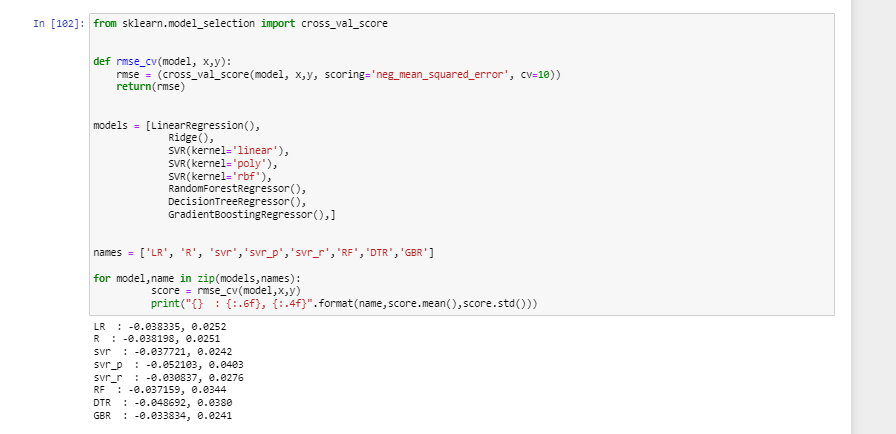 In [102]: from sklearn.model_selection import cross_val_score
def rmse_cv(model, x,y):
    rmse = (cross_val_score(model, x,y, scoring='neg_mean_squared_error', cv=10))
    return(rmse)
models = [LinearRegression(),
             Ridge(),
             SVR(kernel='linear'),
             SVR(kernel='poly'),
             SVR(kernel='rbf'),
             RandomForestRegressor(),
             DecisionTreeRegressor(),
             GradientBoostingRegressor(),]
names = ['LR', 'R', 'svr','svr_p','svr_r','RF','DTR','GBR']
for model,name in zip(models,names):
          score = rmse_cv(model,x,y)
          print("{}  : {:.6f}, {:.4f}".format(name,score.mean(),score.std()))
LR  : -0.038335, 0.0252
R  : -0.038198, 0.0251
svr  : -0.037721, 0.0242
svr_p  : -0.052103, 0.0403
svr_r  : -0.030837, 0.0276
RF  : -0.037159, 0.0344
DTR  : -0.048692, 0.0380
GBR  : -0.033834, 0.0241